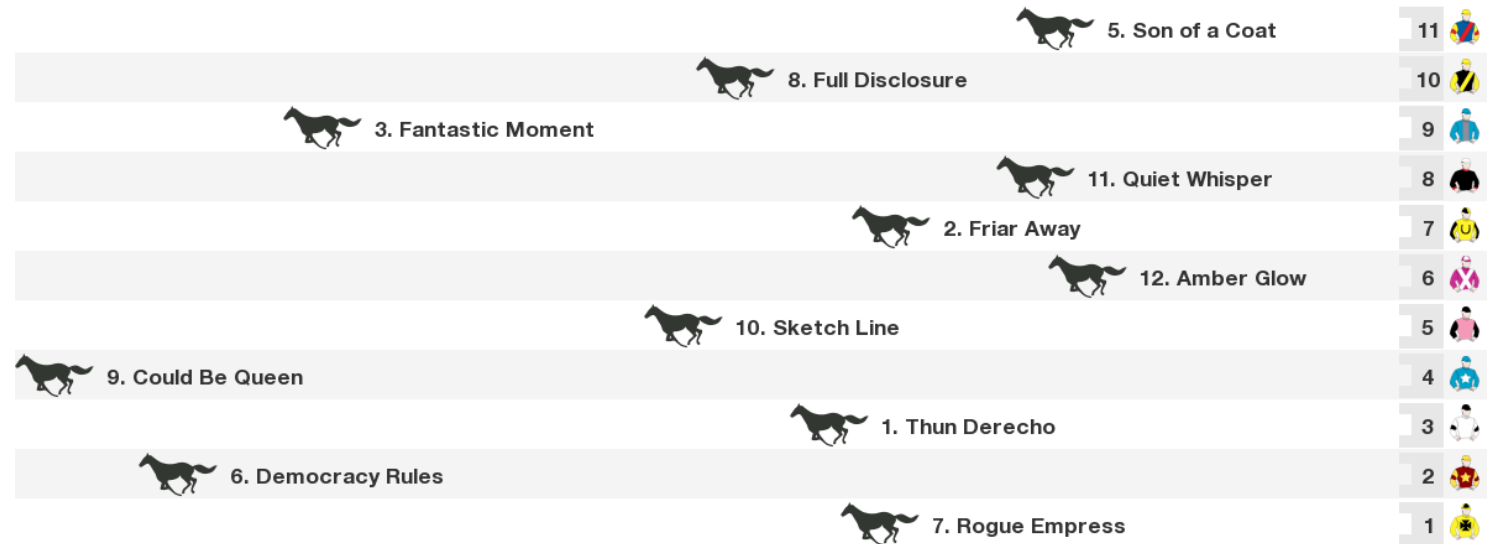 5. Son of a Coat 11
8. Full Disclosure 10
3. Fantastic Moment 9
11. Quiet Whisper 8
2. Friar Away 7
12. Amber Glow 6
10. Sketch Line 5
9. Could Be Queen 4
1. Thun Derecho 3
6. Democracy Rules 2
7. Rogue Empress 1